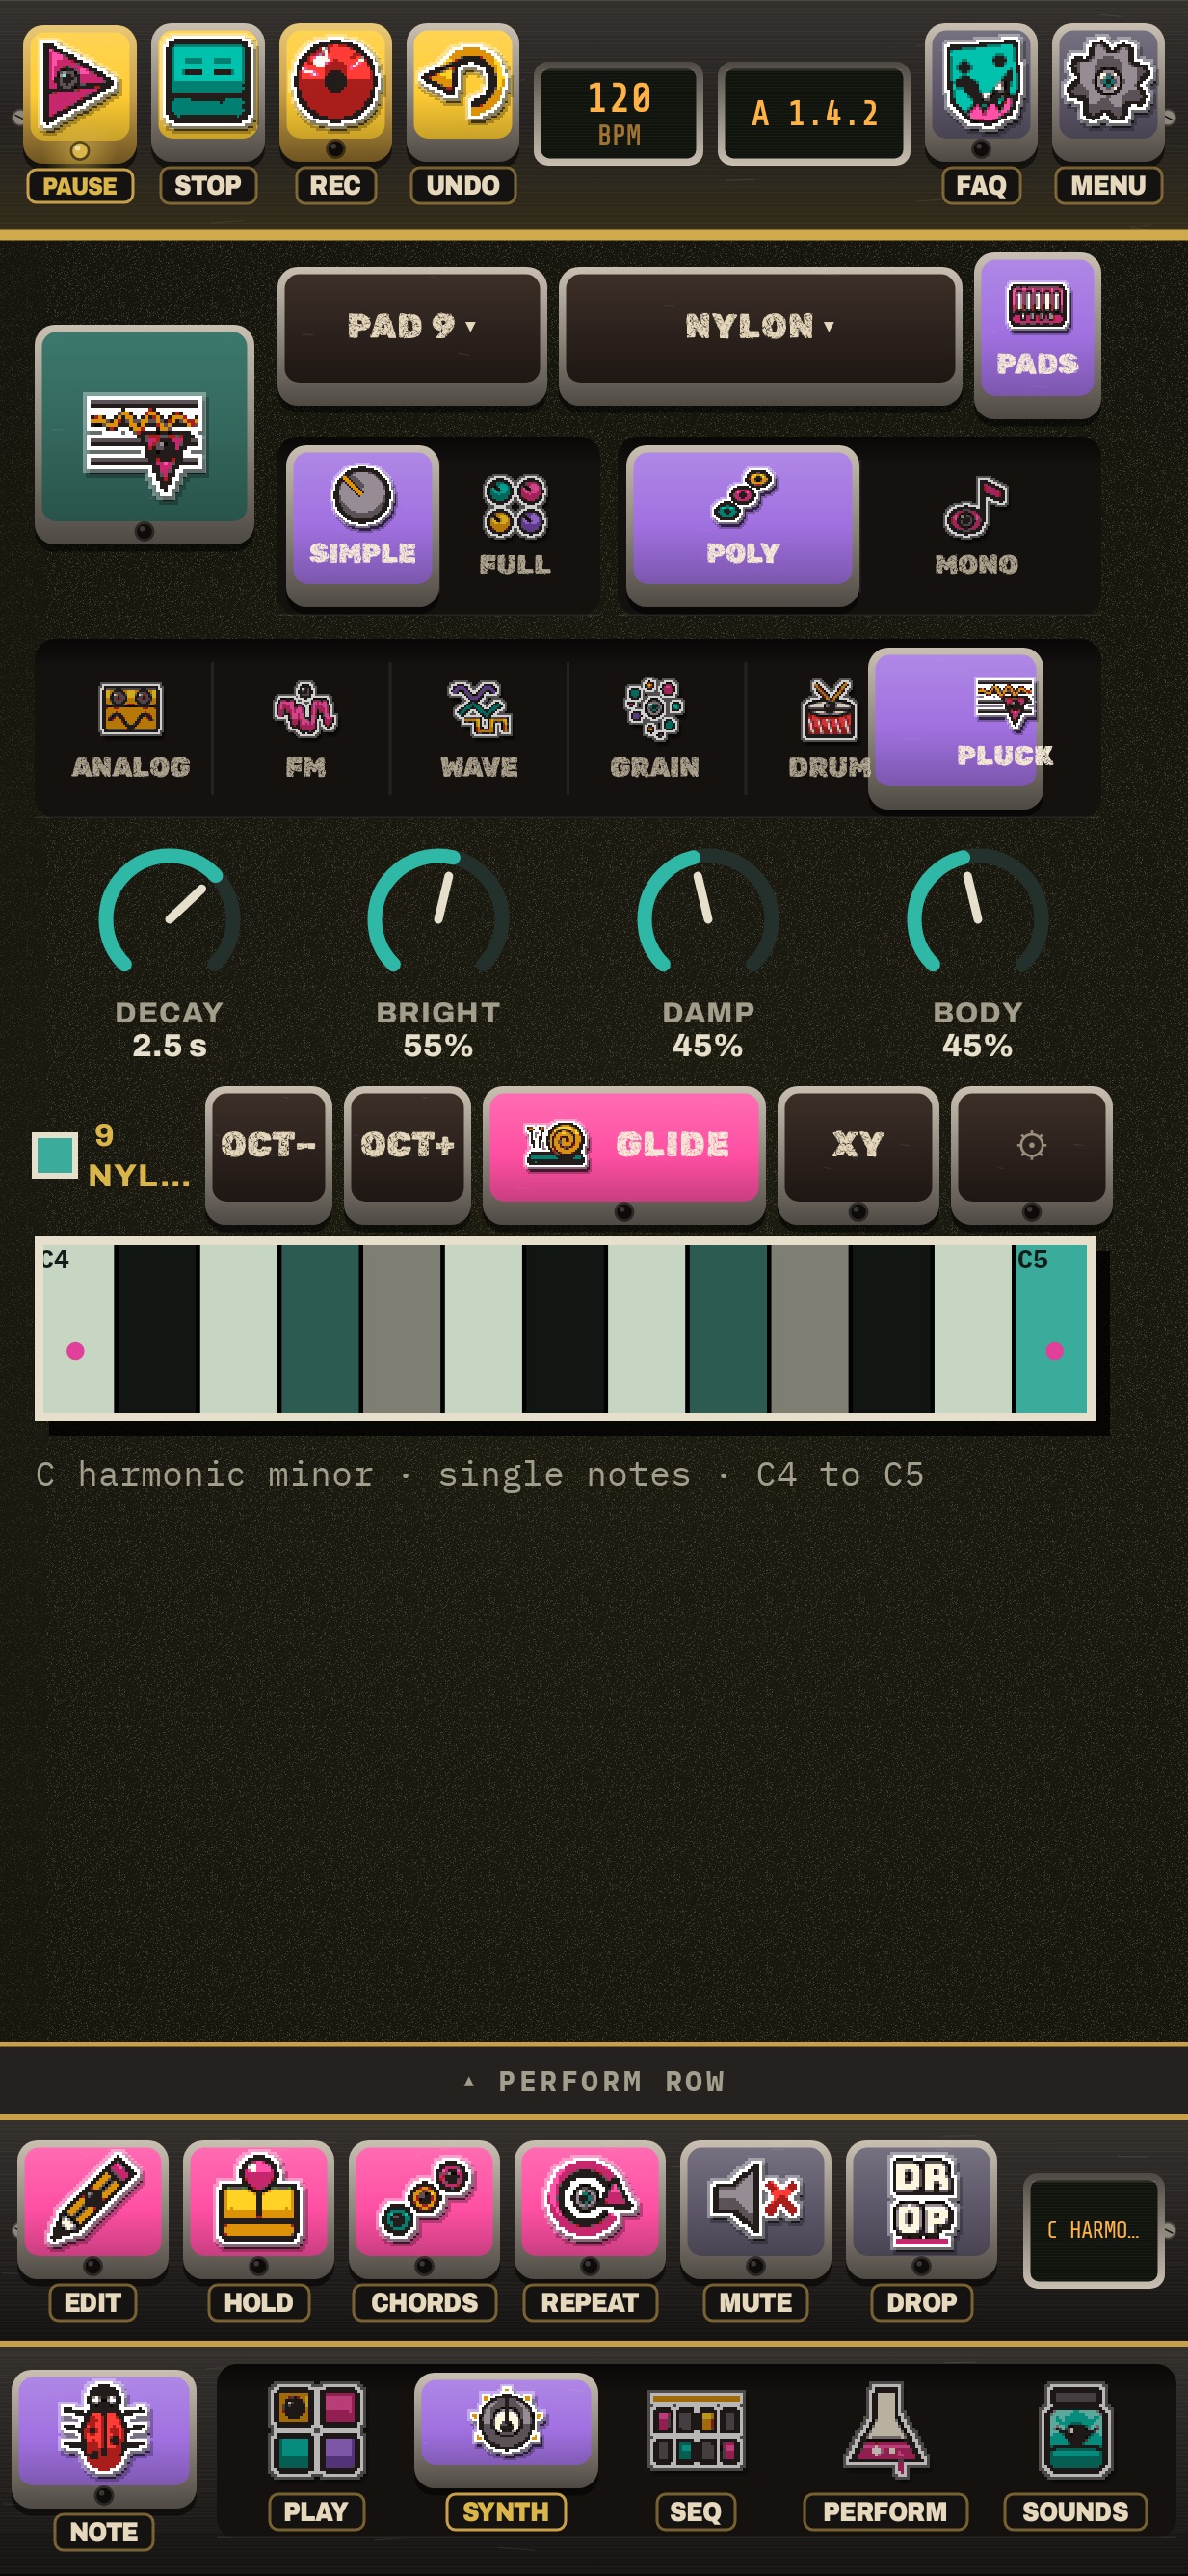 120
BPM
A 1.4.2
PAUSE
STOP
REC
UNDO
FAQ
MENU
PAD 9 ▾
NYLON ▾
PADS
SIMPLE
FULL
POLY
MONO
ANALOG
FM
WAVE
GRAIN
DRUM
PLUCK
DECAY
2.5 s
BRIGHT
55%
DAMP
45%
BODY
45%
9
NYL...
OCT-
OCT+
GLIDE
XY
C4
C5
C harmonic minor · single notes · C4 to C5
▴ PERFORM ROW
DR
OP
C HARMO…
EDIT
HOLD
CHORDS
REPEAT
MUTE
DROP
NOTE
PLAY
SYNTH
SEQ
PERFORM
SOUNDS